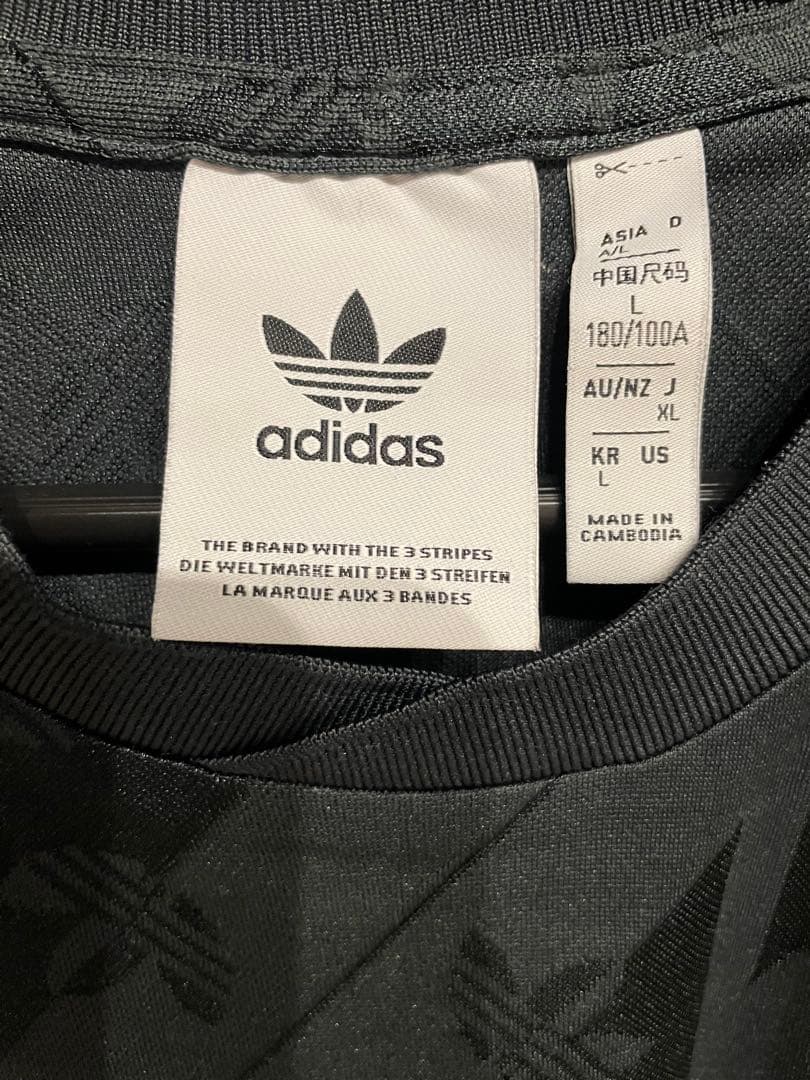 adidas
THE BRAND WITH THE 3 STRIPES
DIE WELTMARKE MIT DEN 3 STREIFEN
LA MARQUE AUX 3 BANDES
ASIA D
A/L
中国尺码
L
180/100A
AU/NZ J
XL
KR US
L
MADE IN
CAMBODIA